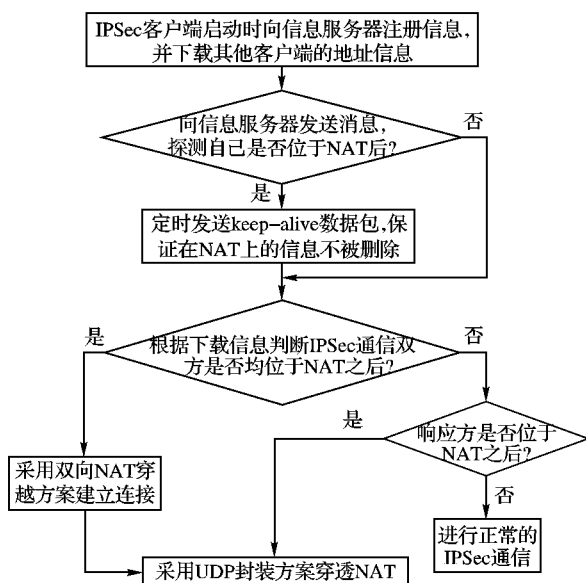 IPSec客户端启动时向信息服务器注册信息,
并下载其他客户端的地址信息
向信息服务器发送消息,
探测自己是否位于NAT后?
否
是
定时发送keep-alive数据包,保
证在NAT上的信息不被删除
是
根据下载信息判断IPSec通信双
方是否均位于NAT之后?
否
是
响应方是否位于
NAT之后?
采用双向NAT穿
越方案建立连接
否
进行正常的
IPSec通信
采用UDP封装方案穿透NAT